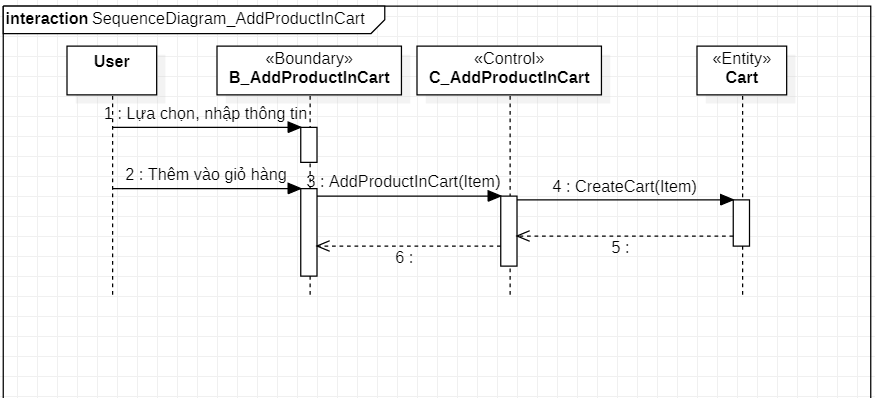 interaction SequenceDiagram_AddProductInCart
User
«Boundary»
B_AddProductInCart
«Control»
C_AddProductInCart
«Entity»
Cart
1 : Lựa chọn, nhập thông tin
2 : Thêm vào giỏ hàng
3 : AddProductInCart(Item)
4 : CreateCart(Item)
5 :
6 :